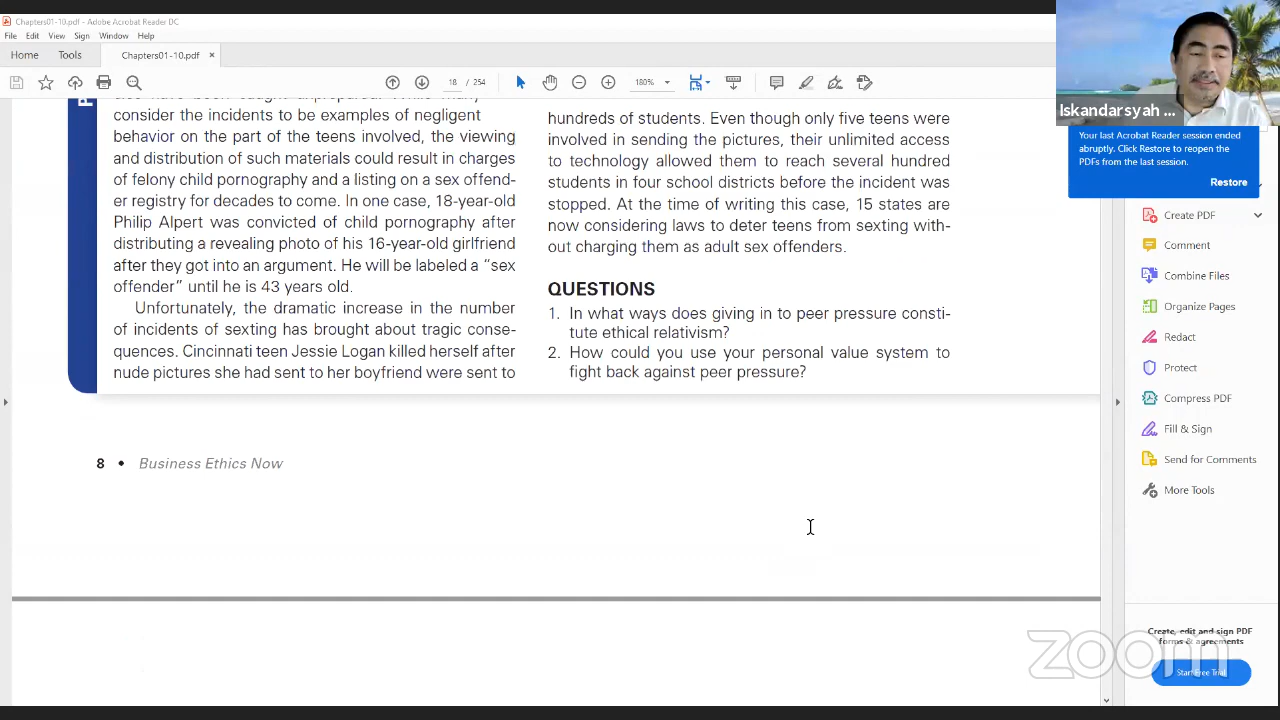 Chapters01-10.pdf - Adobe Acrobat Reader DC
File Edit View Sign Window Help
Home Tools Chapters01-10.pdf ×
18 / 254 180%
consider the incidents to be examples of negligent
behavior on the part of the teens involved, the viewing
and distribution of such materials could result in charges
of felony child pornography and a listing on a sex offend-
er registry for decades to come. In one case, 18-year-old
Philip Alpert was convicted of child pornography after
distributing a revealing photo of his 16-year-old girlfriend
after they got into an argument. He will be labeled a “sex
offender” until he is 43 years old.
Unfortunately, the dramatic increase in the number
of incidents of sexting has brought about tragic conse-
quences. Cincinnati teen Jessie Logan killed herself after
nude pictures she had sent to her boyfriend were sent to
hundreds of students. Even though only five teens were
involved in sending the pictures, their unlimited access
to technology allowed them to reach several hundred
students in four school districts before the incident was
stopped. At the time of writing this case, 15 states are
now considering laws to deter teens from sexting with-
out charging them as adult sex offenders.
QUESTIONS
1. In what ways does giving in to peer pressure consti-
tute ethical relativism?
2. How could you use your personal value system to
fight back against peer pressure?
8 • Business Ethics Now
Iskandarsyah ...
Your last Acrobat Reader session ended
abruptly. Click Restore to reopen the
PDFs from the last session.
Restore
Create PDF
Comment
Combine Files
Organize Pages
Redact
Protect
Compress PDF
Fill & Sign
Send for Comments
More Tools
Create, edit and sign PDF
forms & agreements
Start Free Trial
zoom